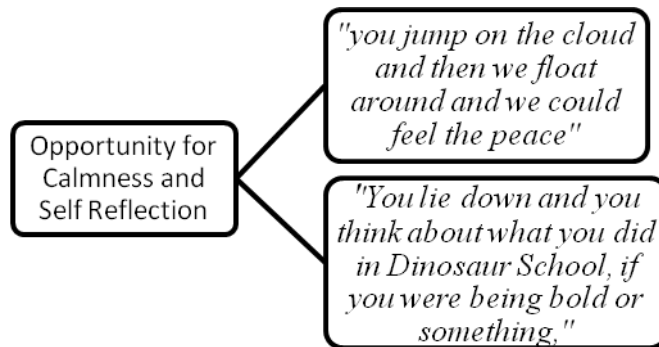 "you jump on the cloud
and then we float
around and we could
feel the peace"
Opportunity for
Calmness and
Self Reflection
"You lie down and you
think about what you did
in Dinosaur School, if
you were being bold or
something,"